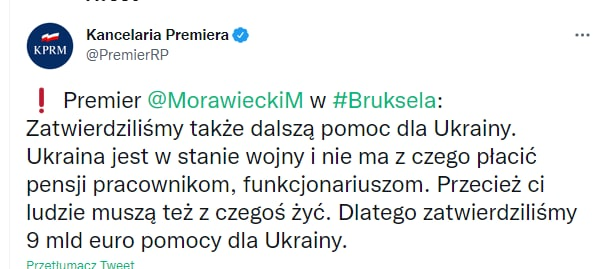 Kancelaria Premiera
KPRM
@PremierRP
❗ Premier @MorawieckiM w #Bruksela:
Zatwierdziliśmy także dalszą pomoc dla Ukrainy.
Ukraina jest w stanie wojny i nie ma z czego płacić
pensji pracownikom, funkcjonariuszom. Przecież ci
ludzie muszą też z czegoś żyć. Dlatego zatwierdziliśmy
9 mld euro pomocy dla Ukrainy.
Przetłumacz Tweet